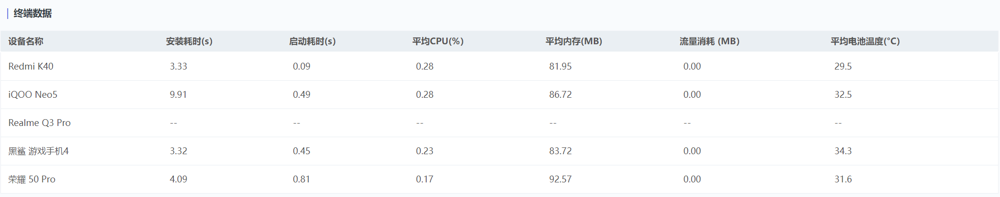 终端数据
设备名称 安装耗时(s) 启动耗时(s) 平均CPU(%) 平均内存(MB) 流量消耗 (MB) 平均电池温度(°C)
Redmi K40 3.33 0.09 0.28 81.95 0.00 29.5
iQOO Neo5 9.91 0.49 0.28 86.72 0.00 32.5
Realme Q3 Pro -- -- -- -- -- --
黑鲨 游戏手机4 3.32 0.45 0.23 83.72 0.00 34.3
荣耀 50 Pro 4.09 0.81 0.17 92.57 0.00 31.6